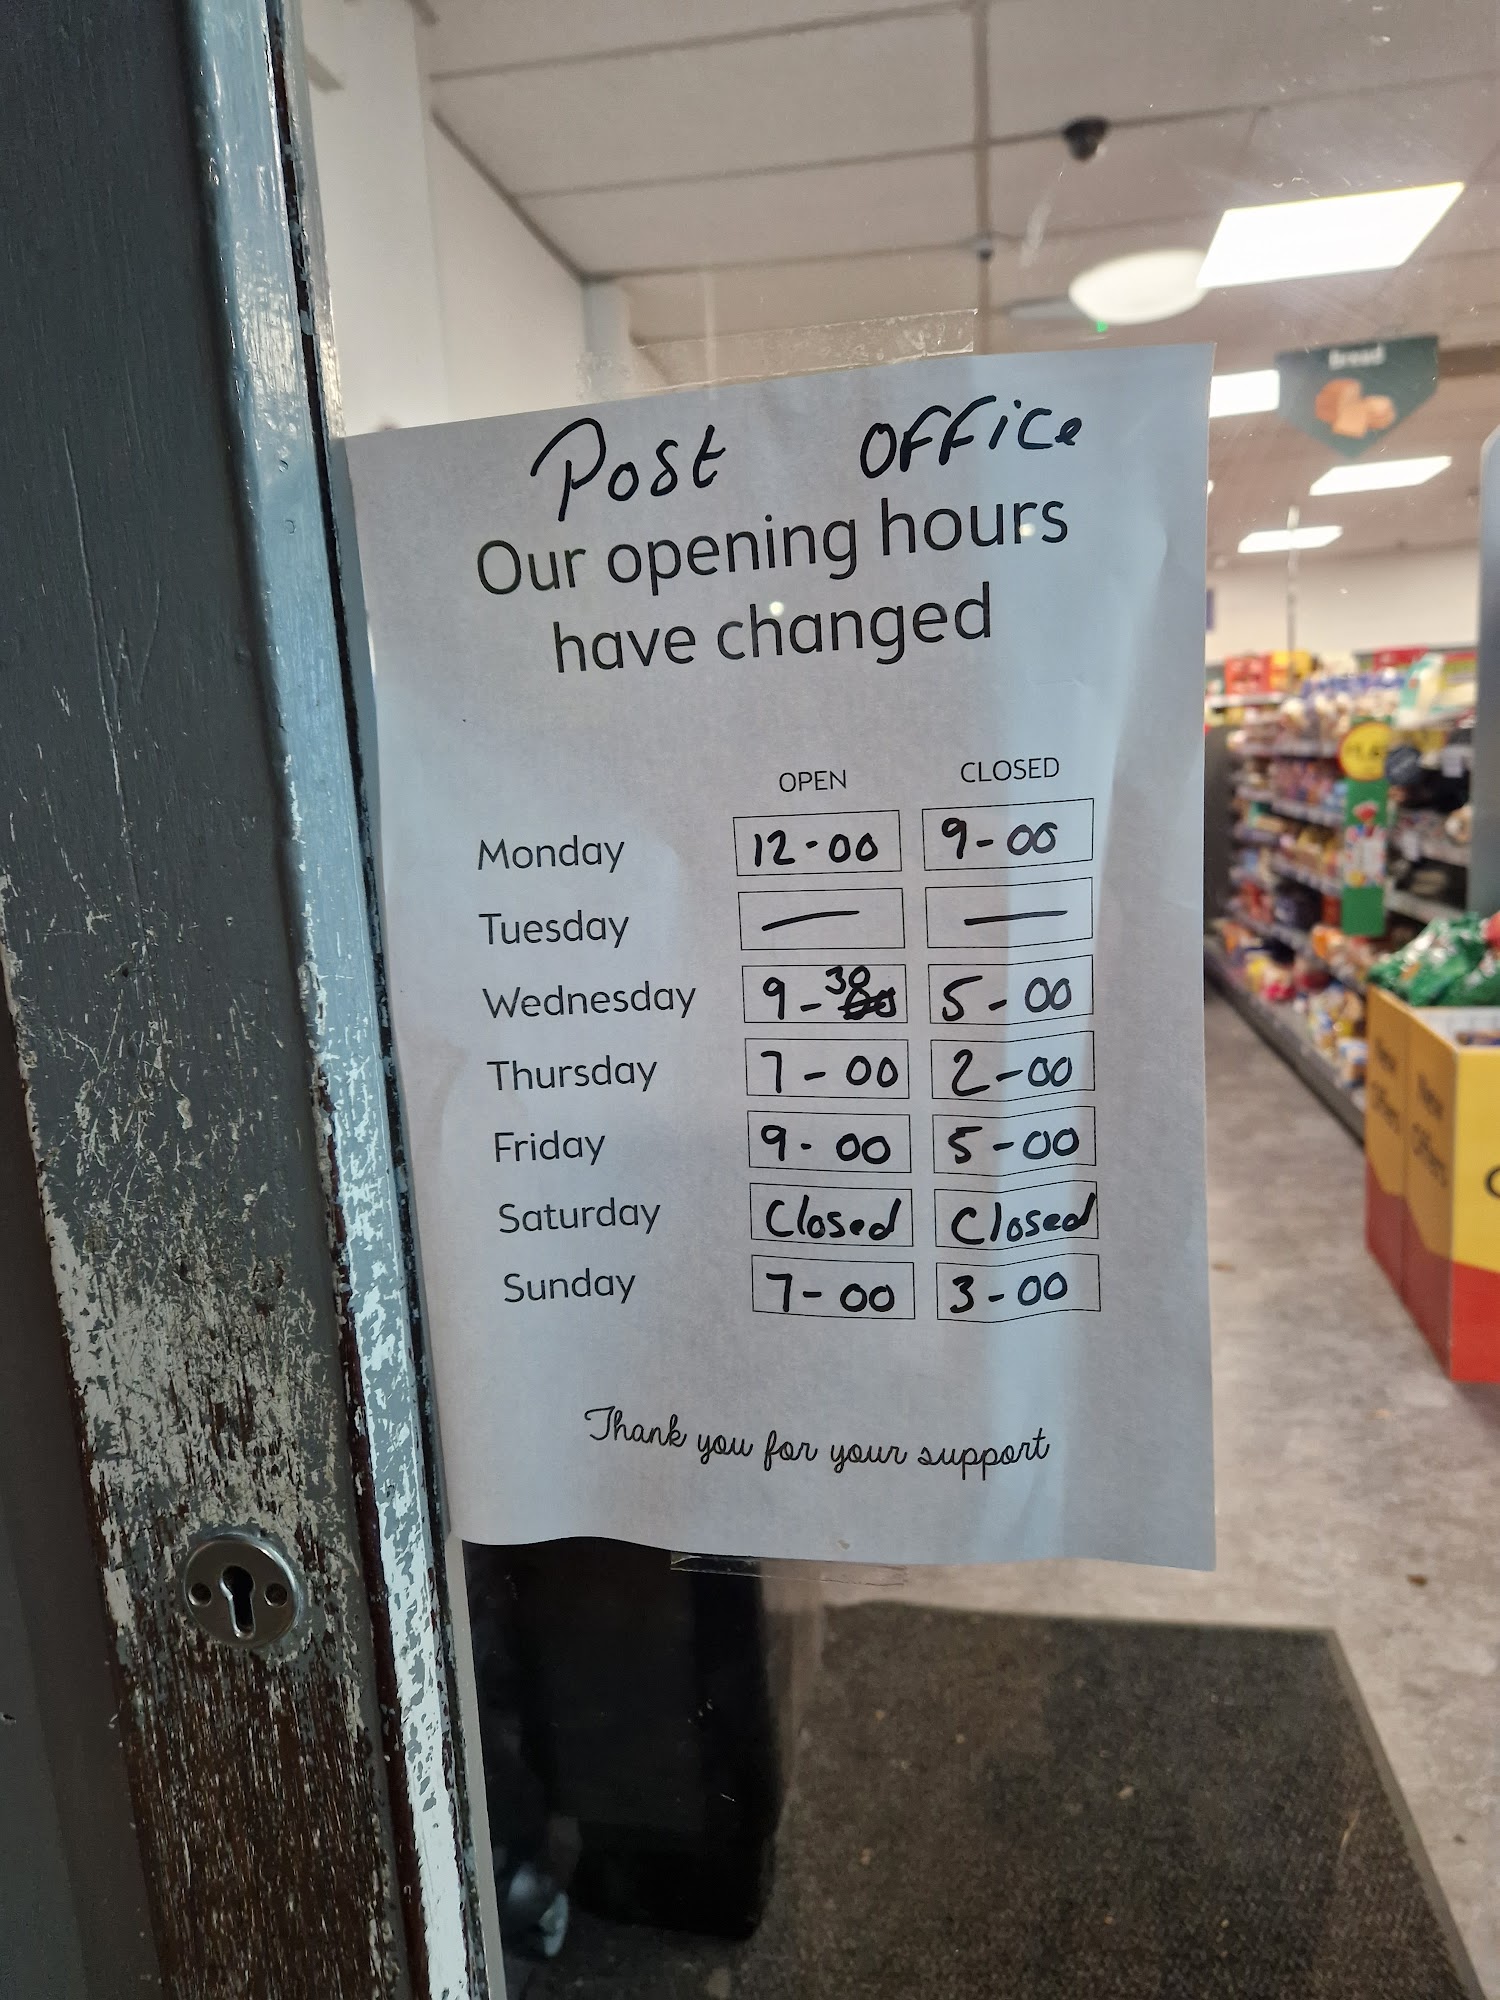 Post Office
Our opening hours
have changed
OPEN CLOSED
Monday 12-00 9-00
Tuesday — —
Wednesday 9-30 5-00
Thursday 7-00 2-00
Friday 9-00 5-00
Saturday Closed Closed
Sunday 7-00 3-00
Thank you for your support
bread